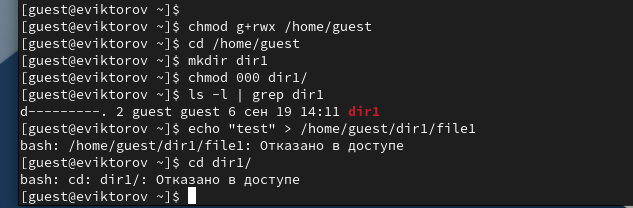 [guest@eviktorov ~]$
[guest@eviktorov ~]$ chmod g+rwx /home/guest
[guest@eviktorov ~]$ cd /home/guest
[guest@eviktorov ~]$ mkdir dir1
[guest@eviktorov ~]$ chmod 000 dir1/
[guest@eviktorov ~]$ ls -l | grep dir1
d---------. 2 guest guest 6 сен 19 14:11 dir1
[guest@eviktorov ~]$ echo "test" > /home/guest/dir1/file1
bash: /home/guest/dir1/file1: Отказано в доступе
[guest@eviktorov ~]$ cd dir1/
bash: cd: dir1/: Отказано в доступе
[guest@eviktorov ~]$